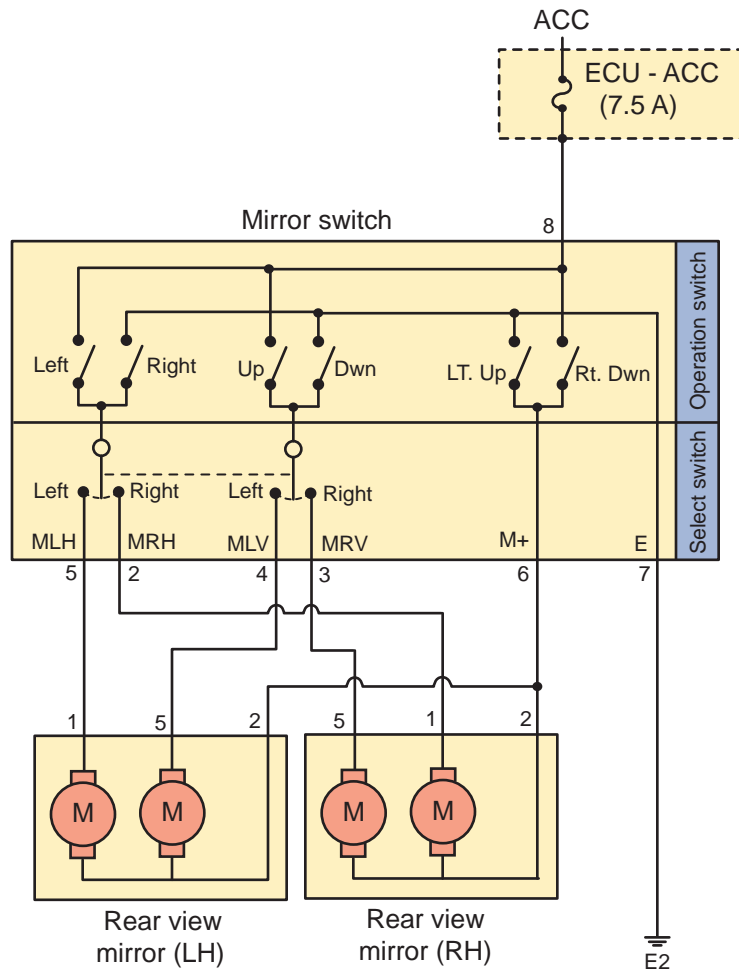 ACC
ECU - ACC
(7.5 A)
Mirror switch
8
Operation switch
Left
Right
Up
Dwn
LT. Up
Rt. Dwn
Select switch
Left
Right
Left
Right
MLH
MRH
MLV
MRV
M+
E
5
2
4
3
6
7
1
5
2
5
1
2
M
M
M
M
Rear view
mirror (LH)
Rear view
mirror (RH)
E2